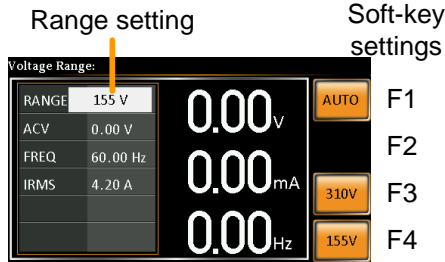 Range setting
Soft-key
settings
Voltage Range:
RANGE 155 V
ACV 0.00 V
FREQ 60.00 Hz
IRMS 4.20 A
0.00V
0.00mA
0.00Hz
AUTO F1
F2
310V F3
155V F4